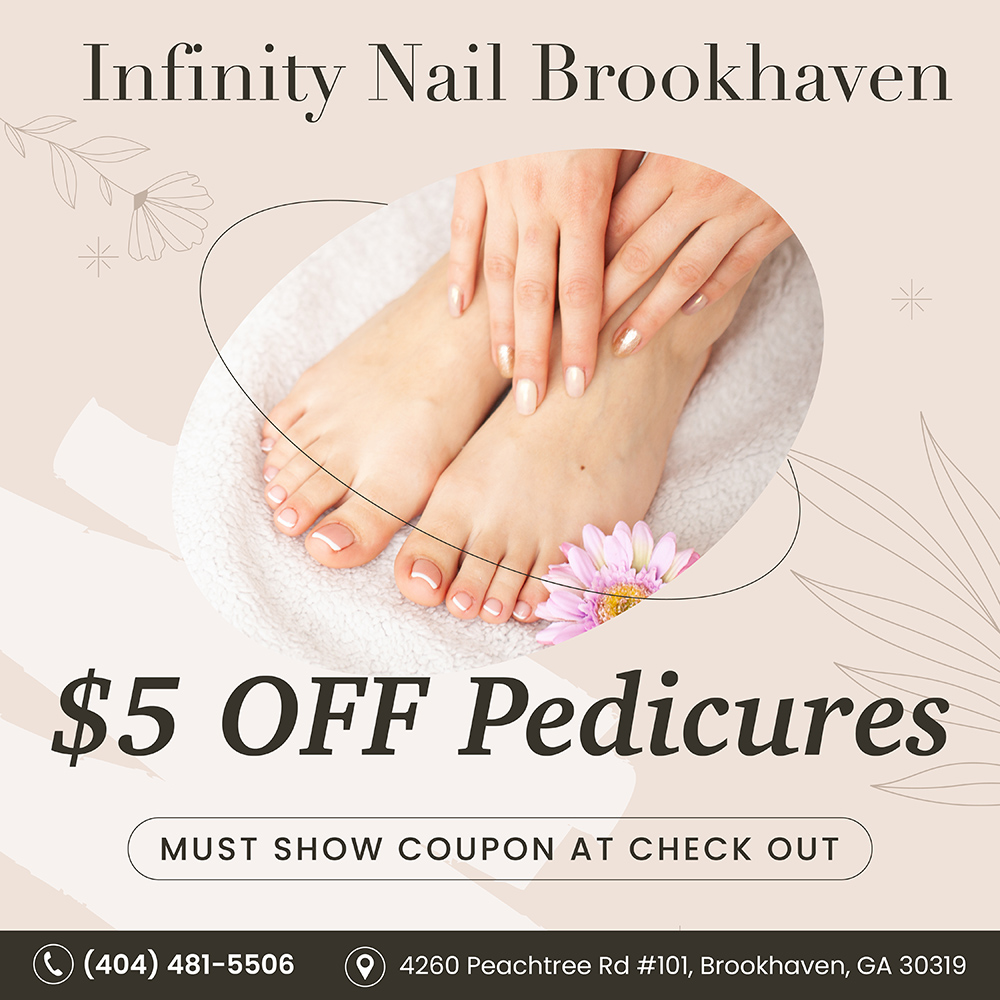 Infinity Nail Brookhaven
$5 OFF Pedicures
MUST SHOW COUPON AT CHECK OUT
(404) 481-5506
4260 Peachtree Rd #101, Brookhaven, GA 30319